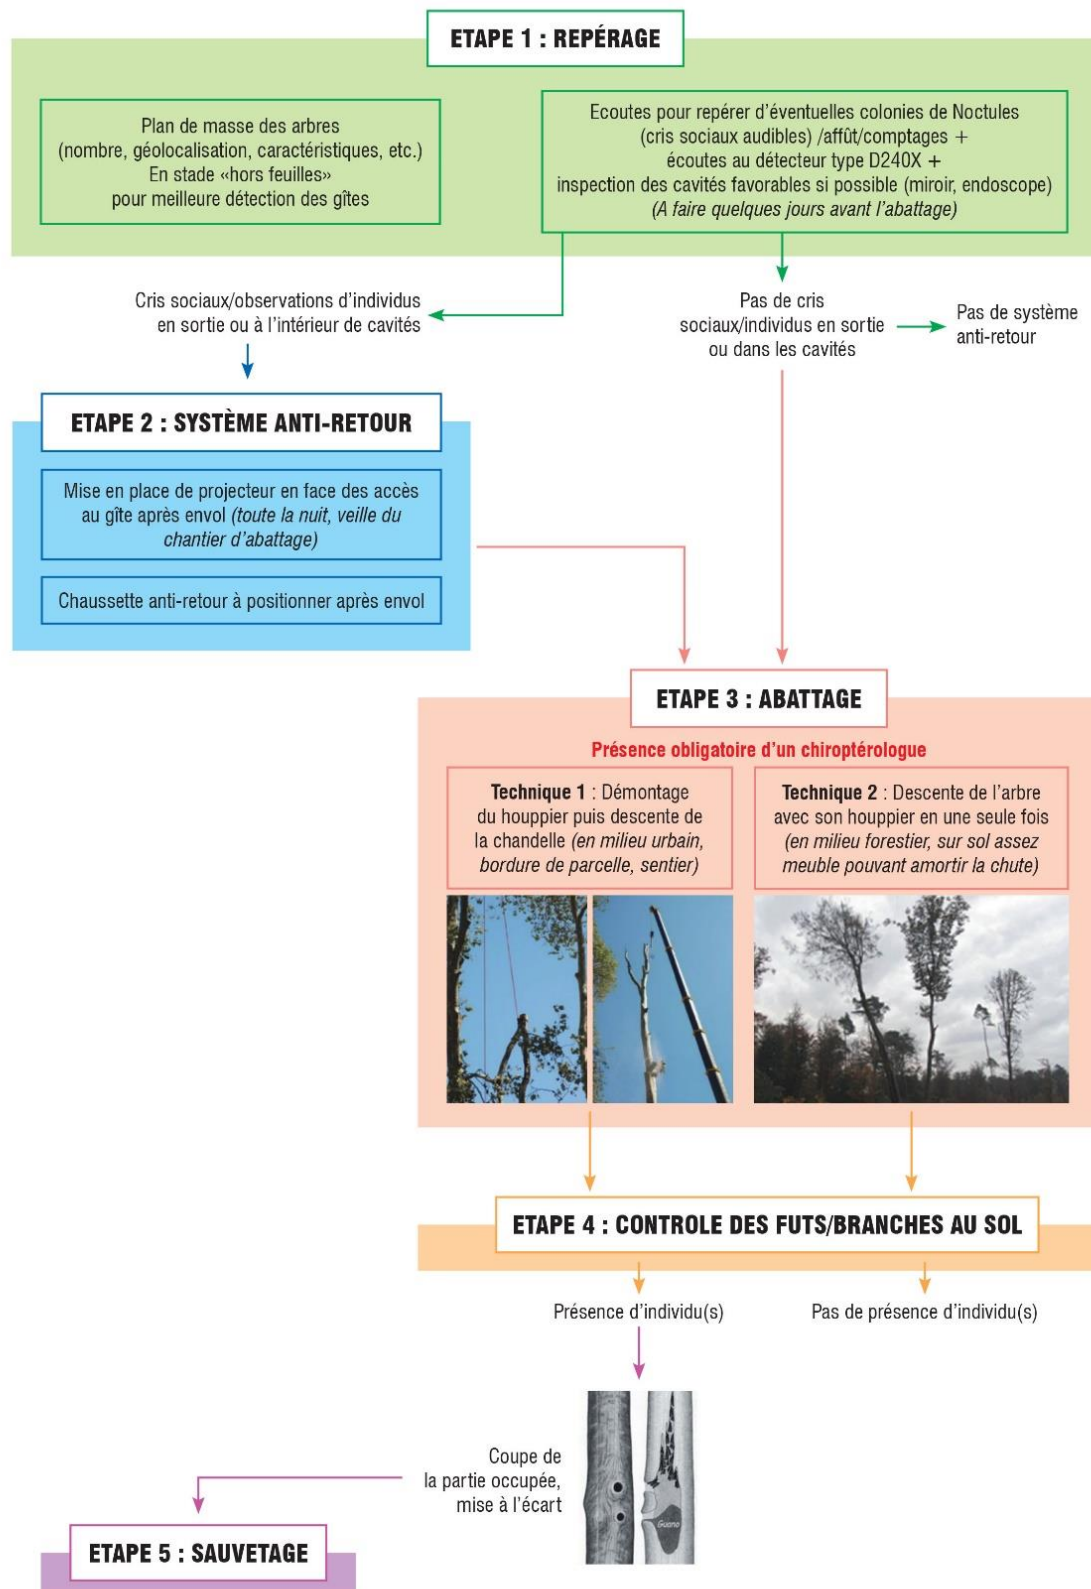 ETAPE 1 : REPÉRAGE
Plan de masse des arbres
(nombre, géolocalisation, caractéristiques, etc.)
En stade «hors feuilles»
pour meilleure détection des gîtes
Ecoutes pour repérer d’éventuelles colonies de Noctules
(cris sociaux audibles) /affût/comptages +
écoutes au détecteur type D240X +
inspection des cavités favorables si possible (miroir, endoscope)
(A faire quelques jours avant l’abattage)
Cris sociaux/observations d’individus
en sortie ou à l’intérieur de cavités
Pas de cris
sociaux/individus en sortie
ou dans les cavités
Pas de système
anti-retour
ETAPE 2 : SYSTÈME ANTI-RETOUR
Mise en place de projecteur en face des accès
au gîte après envol (toute la nuit, veille du
chantier d’abattage)
Chaussette anti-retour à positionner après envol
ETAPE 3 : ABATTAGE
Présence obligatoire d’un chiroptérologue
Technique 1 : Démontage
du houppier puis descente de
la chandelle (en milieu urbain,
bordure de parcelle, sentier)
Technique 2 : Descente de l’arbre
avec son houppier en une seule fois
(en milieu forestier, sur sol assez
meuble pouvant amortir la chute)
ETAPE 4 : CONTROLE DES FUTS/BRANCHES AU SOL
Présence d’individu(s)
Pas de présence d’individu(s)
Coupe de
la partie occupée,
mise à l’écart
Guano
ETAPE 5 : SAUVETAGE